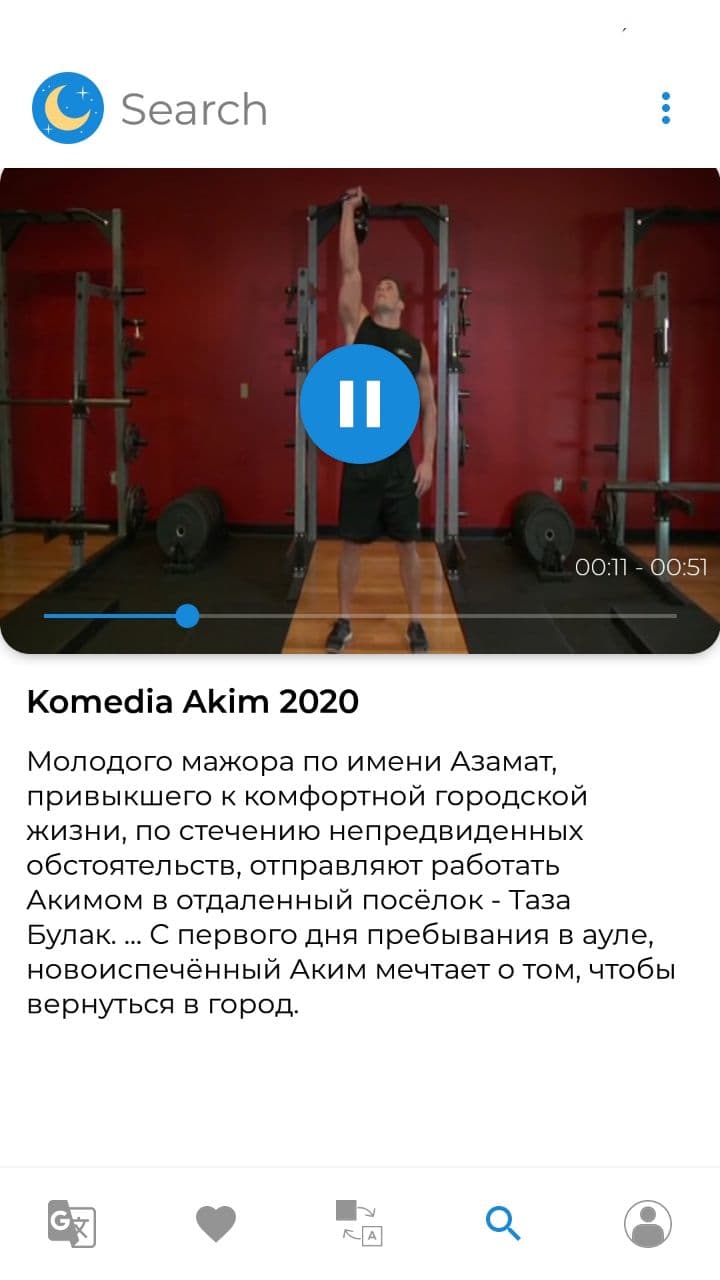 Search
00:11 - 00:51
Komedia Akim 2020
Молодого мажора по имени Азамат,
привыкшего к комфортной городской
жизни, по стечению непредвиденных
обстоятельств, отправляют работать
Акимом в отдаленный посёлок - Таза
Булак. ... С первого дня пребывания в ауле,
новоиспечённый Аким мечтает о том, чтобы
вернуться в город.
G 文
A